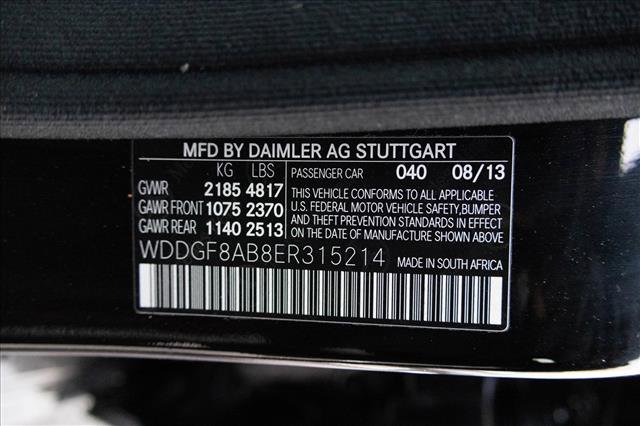 MFD BY DAIMLER AG STUTTGART
KG LBS PASSENGER CAR 040 08/13
GVWR 2185 4817 THIS VEHICLE CONFORMS TO ALL APPLICABLE
U.S. FEDERAL MOTOR VEHICLE SAFETY,BUMPER
GAWR FRONT 1075 2370 AND THEFT PREVENTION STANDARDS IN EFFECT
GAWR REAR 1140 2513 ON THE DATE OF MANUFACTURE SHOWN ABOVE
WDDGF8AB8ER315214 MADE IN SOUTH AFRICA